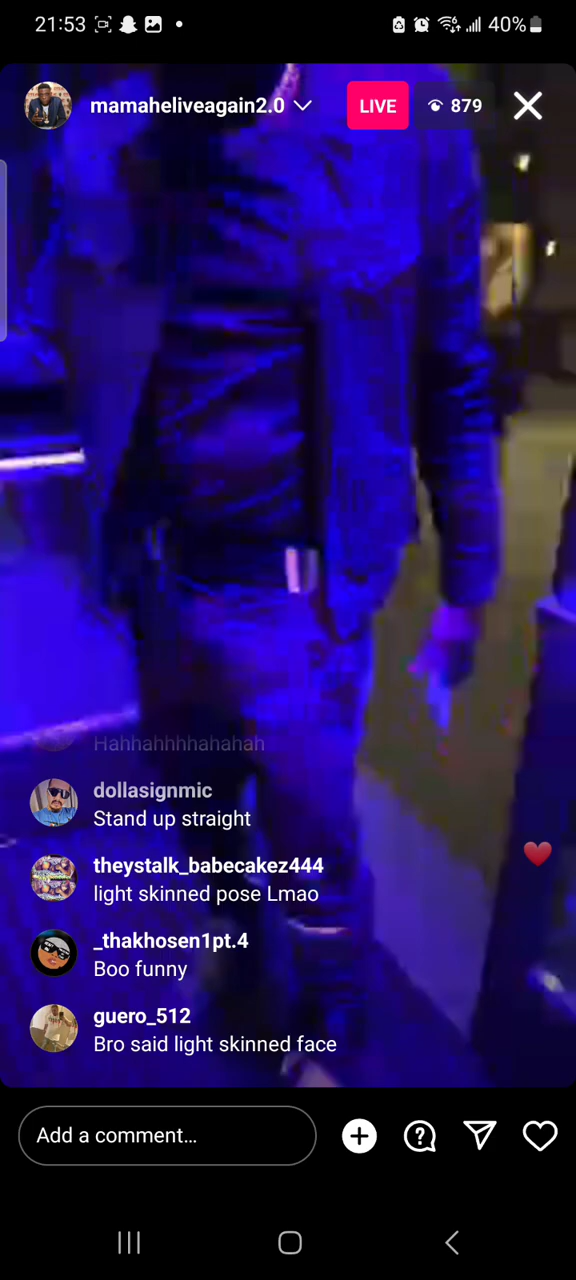 21:53
40%
mamaheliveagain2.0
LIVE
879
Hahhahhhhahahah
dollasignmic
Stand up straight
theystalk_babecakez444
light skinned pose Lmao
_thakhosen1pt.4
Boo funny
guero_512
Bro said light skinned face
Add a comment...